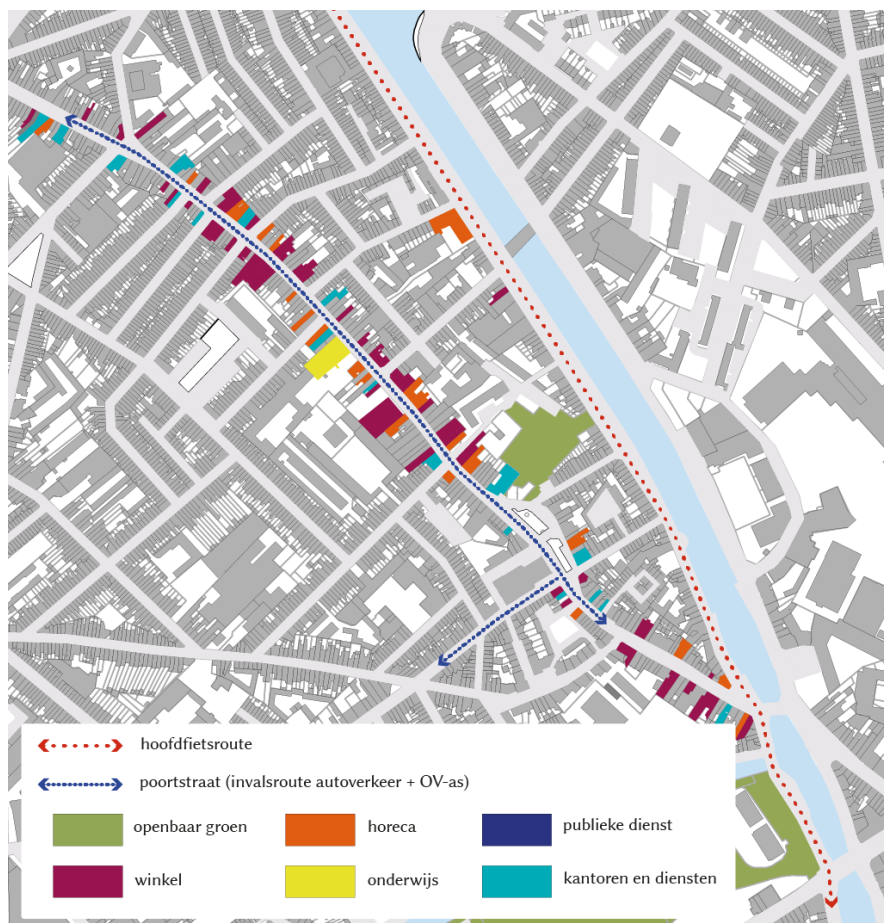 hoofdfietsroute
poortstraat (invalsroute autoverkeer + OV-as)
openbaar groen
horeca
publieke dienst
winkel
onderwijs
kantoren en diensten